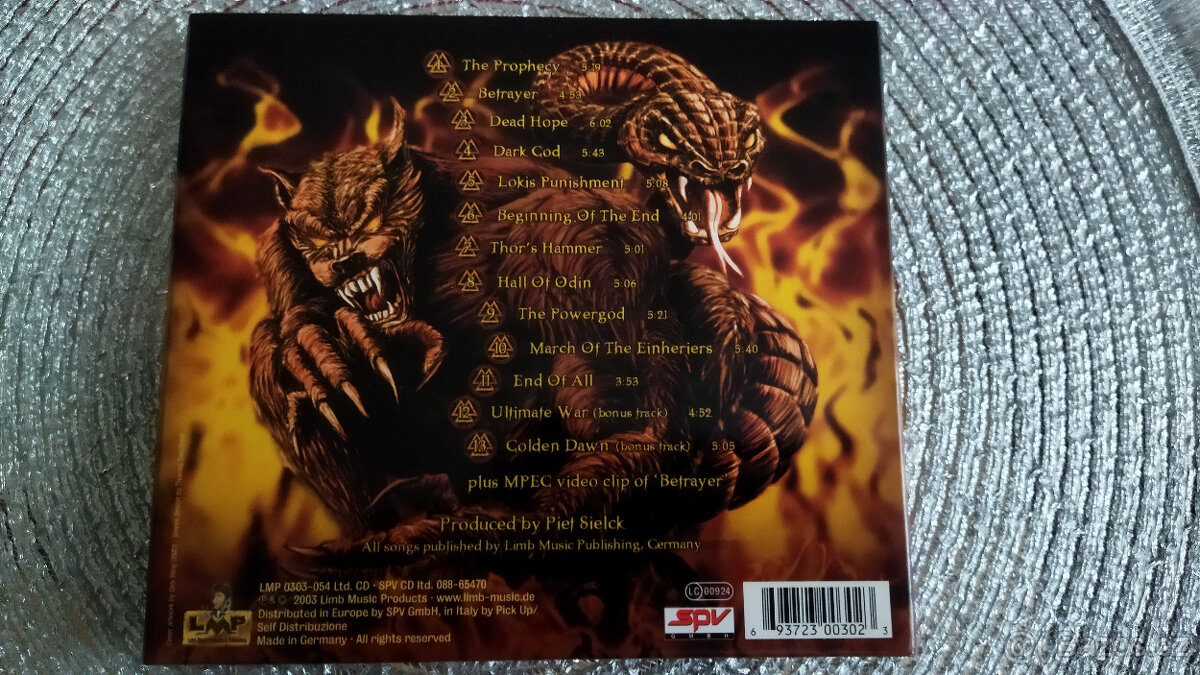 1 The Prophecy 5:19
2 Betrayer 4:53
3 Dead Hope 6:02
4 Dark God 5:43
5 Lokis Punishment 5:08
6 Beginning Of The End 4:01
7 Thor's Hammer 5:01
8 Hall Of Odin 5:06
9 The Powergod 5:21
10 March Of The Einheriers 5:40
11 End Of All 3:53
12 Ultimate War (bonus track) 4:52
13 Golden Dawn (bonus track) 5:05
plus MPEG video clip of 'Betrayer'
Produced by Piet Sielck
All songs published by Limb Music Publishing, Germany
LMP 0303-054 Ltd. CD · SPV CD ltd. 088-65470
℗ & © 2003 Limb Music Products · www.limb-music.de
Distributed in Europe by SPV GmbH, in Italy by Pick Up/
Self Distribuzione
Made in Germany · All rights reserved
LMP
LC 00924
SPV
GMBH
6 93723 00302 3